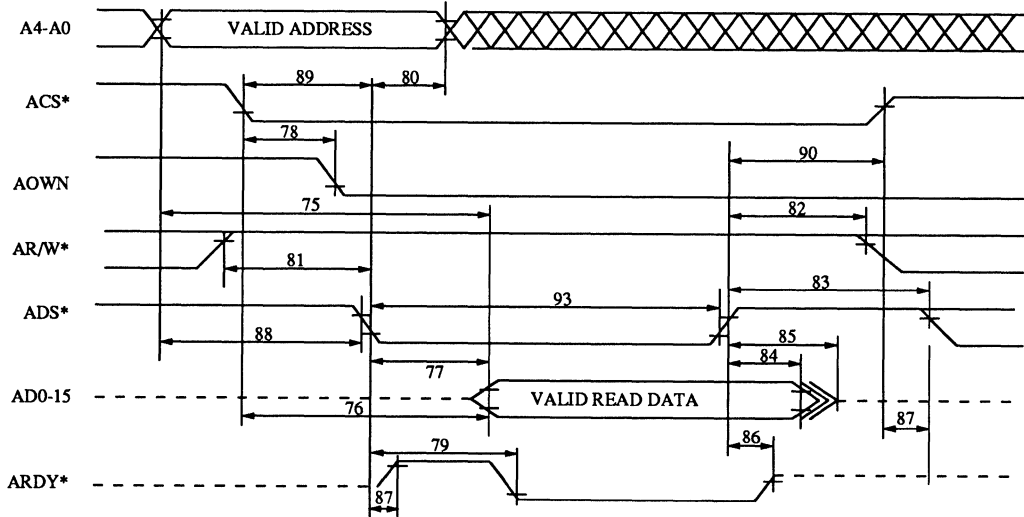 A4-A0 VALID ADDRESS
89 80
ACS*
78
90
AOWN
75 82
AR/W*
81
83
93
ADS*
88 85
77 84
AD0-15 VALID READ DATA
76 87
79 86
ARDY*
87